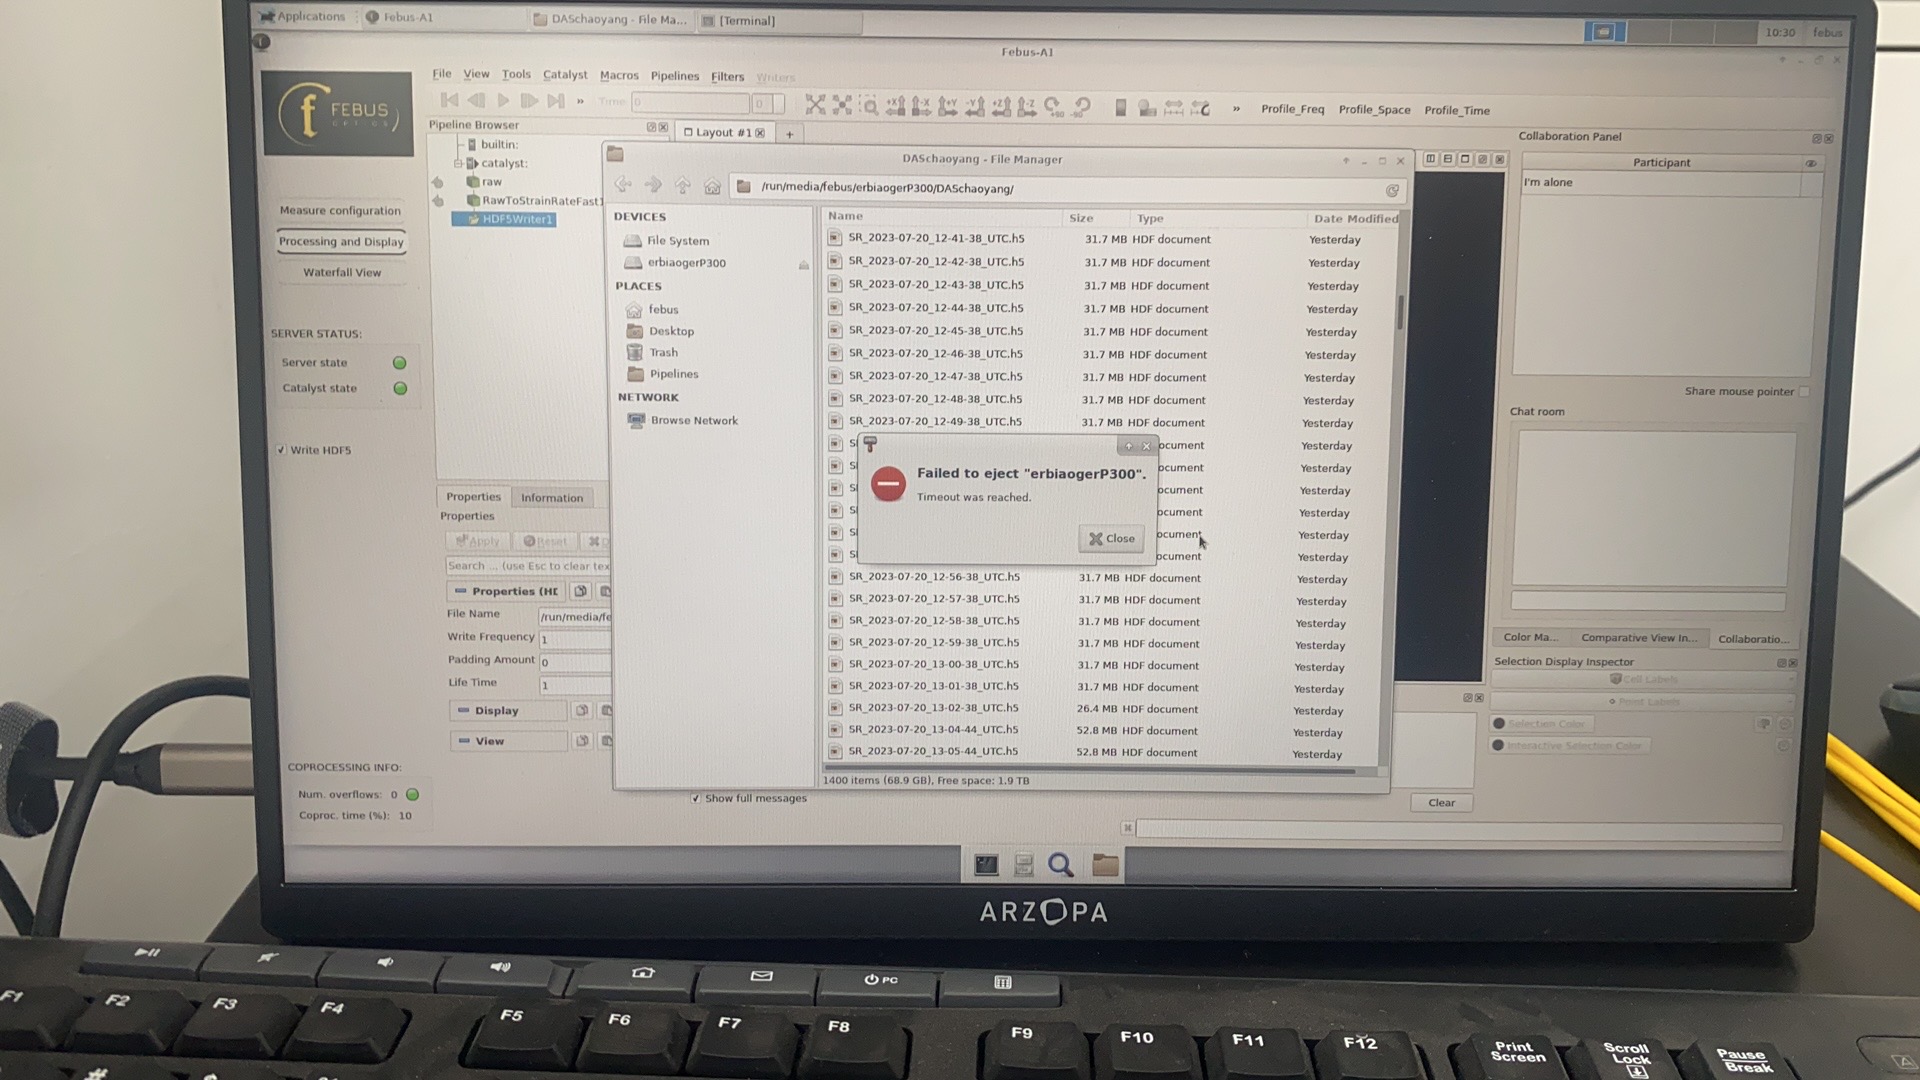 Applications
Febus-A1
DASchaoyang - File Ma...
[Terminal]
10:30
febus
Febus-A1
FEBUS
OPTICS
File View Tools Catalyst Macros Pipelines Filters Writers
Time: 0
0
Profile_Freq Profile_Space Profile_Time
Pipeline Browser
Layout #1
+
builtin:
catalyst:
raw
RawToStrainRateFast1
HDF5Writer1
Measure configuration
Processing and Display
Waterfall View
SERVER STATUS:
Server state
Catalyst state
Write HDF5
COPROCESSING INFO:
Num. overflows: 0
Coproc. time (%): 10
Properties
Information
Properties
Apply
Reset
Search ... (use Esc to clear tex
Properties (HD
File Name
/run/media/fe
Write Frequency
1
Padding Amount
0
Life Time
1
Display
View
DASchaoyang - File Manager
/run/media/febus/erbiaogerP300/DASchaoyang/
DEVICES
File System
erbiaogerP300
PLACES
febus
Desktop
Trash
Pipelines
NETWORK
Browse Network
Name Size Type Date Modified
SR_2023-07-20_12-41-38_UTC.h5 31.7 MB HDF document Yesterday
SR_2023-07-20_12-42-38_UTC.h5 31.7 MB HDF document Yesterday
SR_2023-07-20_12-43-38_UTC.h5 31.7 MB HDF document Yesterday
SR_2023-07-20_12-44-38_UTC.h5 31.7 MB HDF document Yesterday
SR_2023-07-20_12-45-38_UTC.h5 31.7 MB HDF document Yesterday
SR_2023-07-20_12-46-38_UTC.h5 31.7 MB HDF document Yesterday
SR_2023-07-20_12-47-38_UTC.h5 31.7 MB HDF document Yesterday
SR_2023-07-20_12-48-38_UTC.h5 31.7 MB HDF document Yesterday
SR_2023-07-20_12-49-38_UTC.h5 31.7 MB HDF document Yesterday
S ocument Yesterday
S ocument Yesterday
S ocument Yesterday
S ocument Yesterday
S ocument Yesterday
S ocument Yesterday
SR_2023-07-20_12-56-38_UTC.h5 31.7 MB HDF document Yesterday
SR_2023-07-20_12-57-38_UTC.h5 31.7 MB HDF document Yesterday
SR_2023-07-20_12-58-38_UTC.h5 31.7 MB HDF document Yesterday
SR_2023-07-20_12-59-38_UTC.h5 31.7 MB HDF document Yesterday
SR_2023-07-20_13-00-38_UTC.h5 31.7 MB HDF document Yesterday
SR_2023-07-20_13-01-38_UTC.h5 31.7 MB HDF document Yesterday
SR_2023-07-20_13-02-38_UTC.h5 26.4 MB HDF document Yesterday
SR_2023-07-20_13-04-44_UTC.h5 52.8 MB HDF document Yesterday
SR_2023-07-20_13-05-44_UTC.h5 52.8 MB HDF document Yesterday
1400 items (68.9 GB), Free space: 1.9 TB
Failed to eject "erbiaogerP300".
Timeout was reached.
Close
Show full messages
Clear
Collaboration Panel
Participant
I'm alone
Share mouse pointer
Chat room
Color Ma...
Comparative View In...
Collaboratio...
Selection Display Inspector
Cell Labels
Point Labels
Selection Color
Interactive Selection Color
ARZOPA
PC
F1
F2
F3
F4
F5
F6
F7
F8
F9
F10
F11
F12
Print
Screen
Scroll
Lock
Pause
Break
#